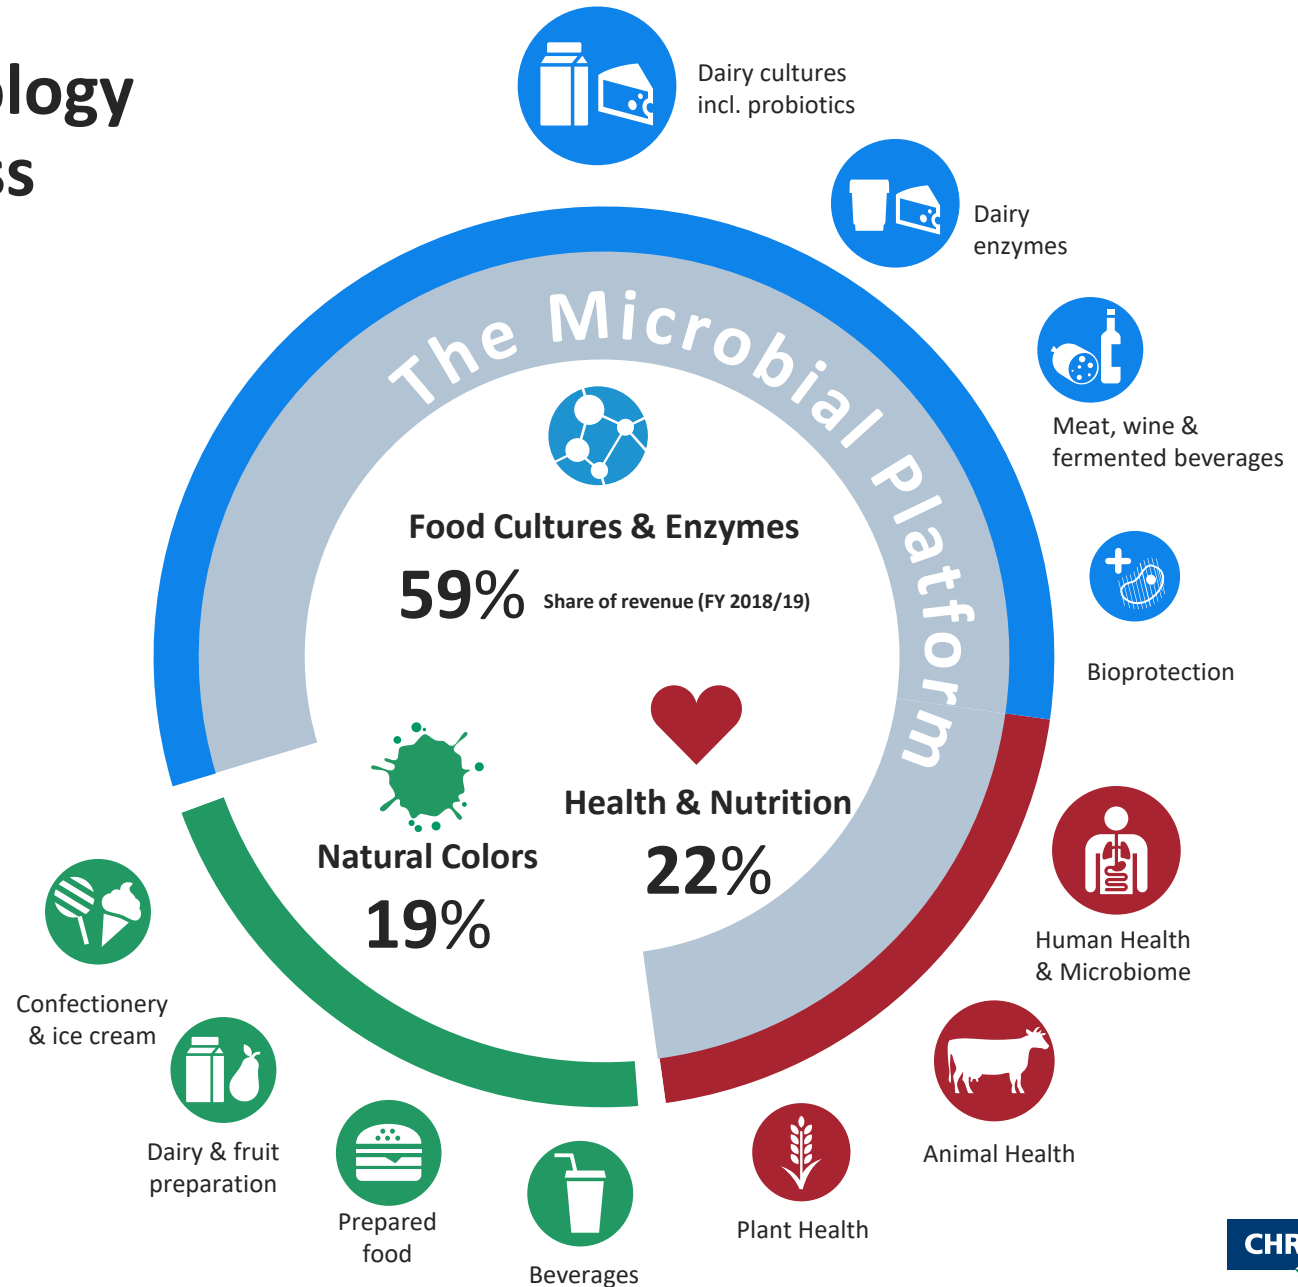 ology
ss
Dairy cultures
incl. probiotics
Dairy
enzymes
Meat, wine &
fermented beverages
Bioprotection
The Microbial Platform
Food Cultures & Enzymes
59% Share of revenue (FY 2018/19)
Health & Nutrition
22%
Natural Colors
19%
Human Health
& Microbiome
Animal Health
Plant Health
Confectionery
& ice cream
Dairy & fruit
preparation
Prepared
food
Beverages
CHR